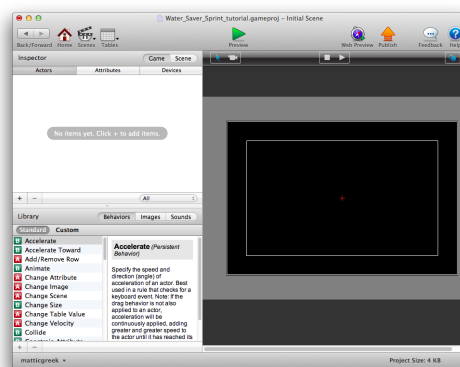 Water_Saver_Sprint_tutorial.gameproj – Initial Scene
Back/Forward Home Scenes Tables Preview Web Preview Publish Feedback Help
Inspector Game Scene
Actors Attributes Devices
No items yet. Click + to add items.
+ − All
Library Behaviors Images Sounds
Standard Custom
B Accelerate
B Accelerate Toward
A Add/Remove Row
B Animate
A Change Attribute
A Change Image
A Change Scene
B Change Size
A Change Table Value
A Change Velocity
B Collide
B Constrain Attribute
Accelerate (Persistent
Behavior)
Specify the speed and
direction (angle) of
acceleration of an actor. Best
used in a rule that checks for a
keyboard event. Note: If the
drag behavior is not also
applied to an actor,
acceleration will be
continuously applied, adding
greater and greater speed to
the actor until it has reached its
+ −
matticgreek
Project Size: 4 KB